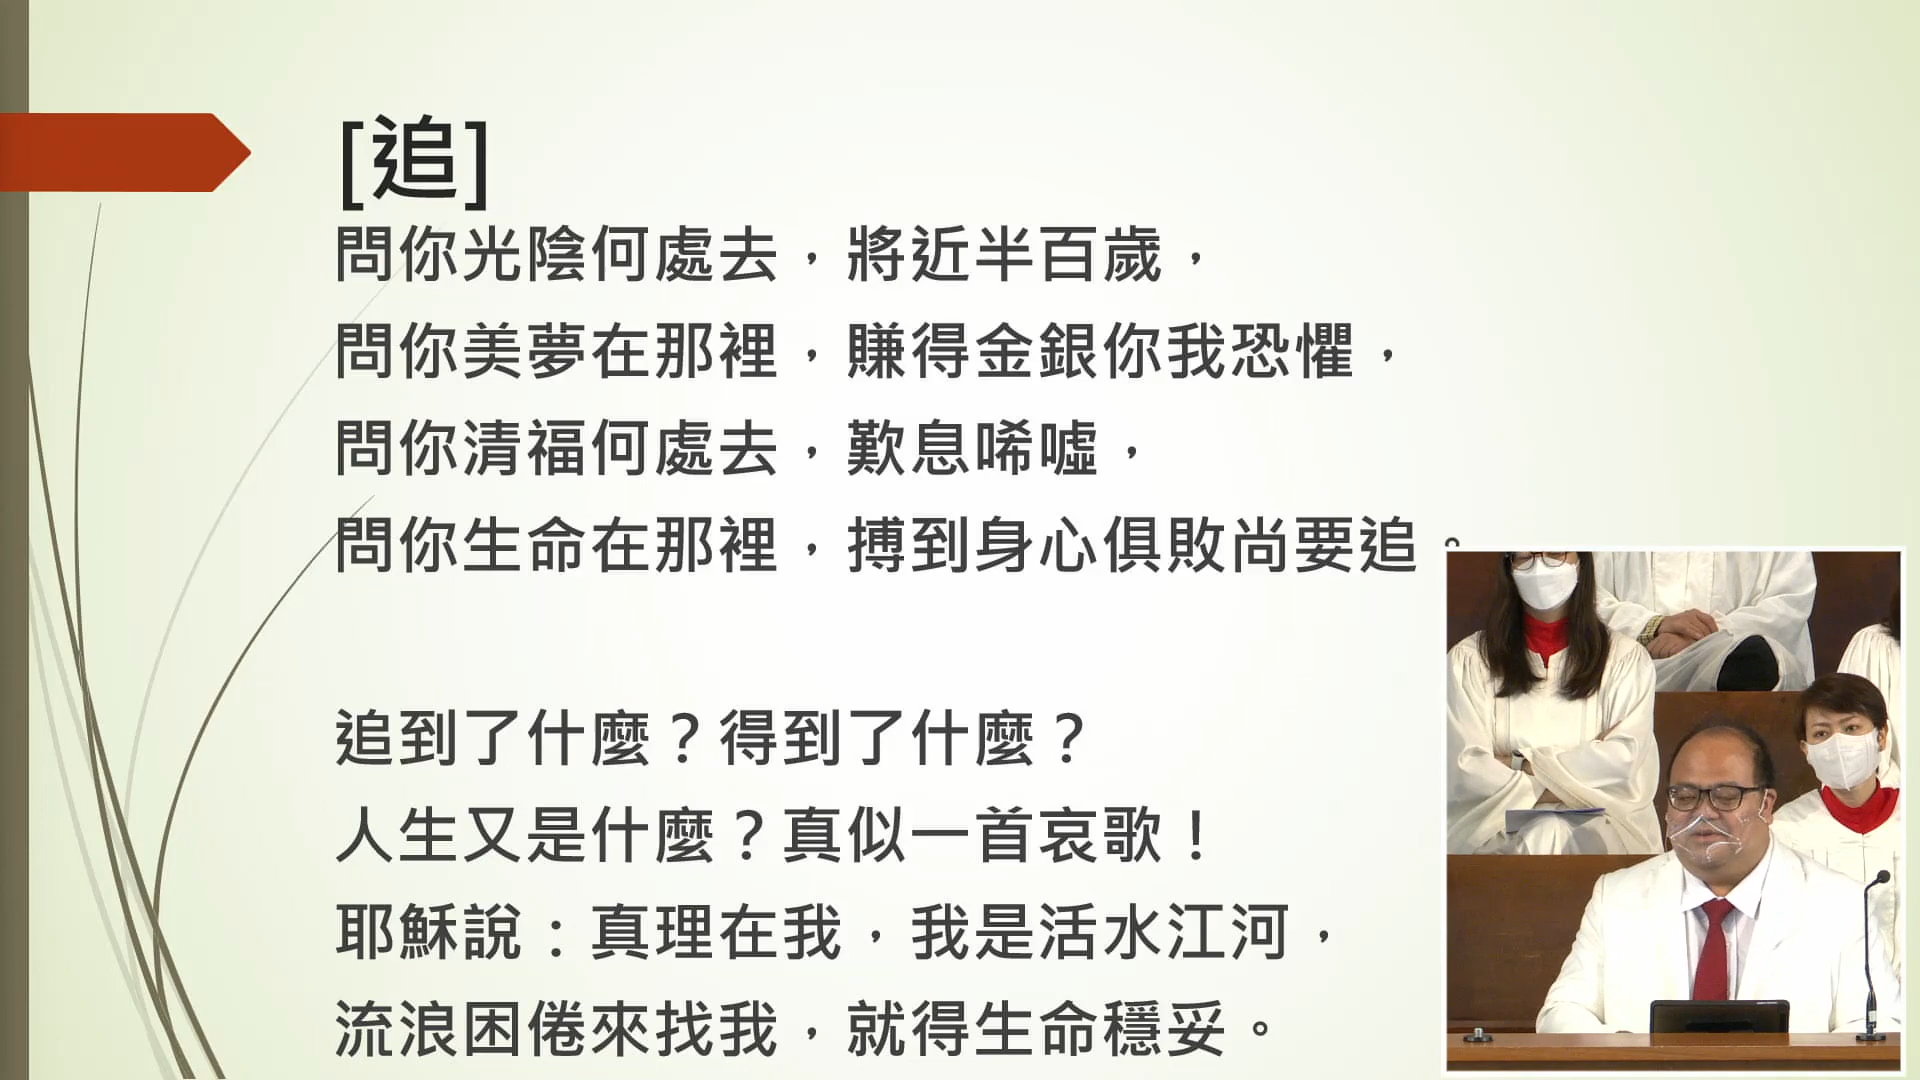 [追]
問你光陰何處去，將近半百歲，
問你美夢在那裡，賺得金銀你我恐懼，
問你清福何處去，歎息唏噓，
問你生命在那裡，搏到身心俱敗尚要追。
追到了什麼？得到了什麼？
人生又是什麼？真似一首哀歌！
耶穌說：真理在我，我是活水江河，
流浪困倦來找我，就得生命穩妥。